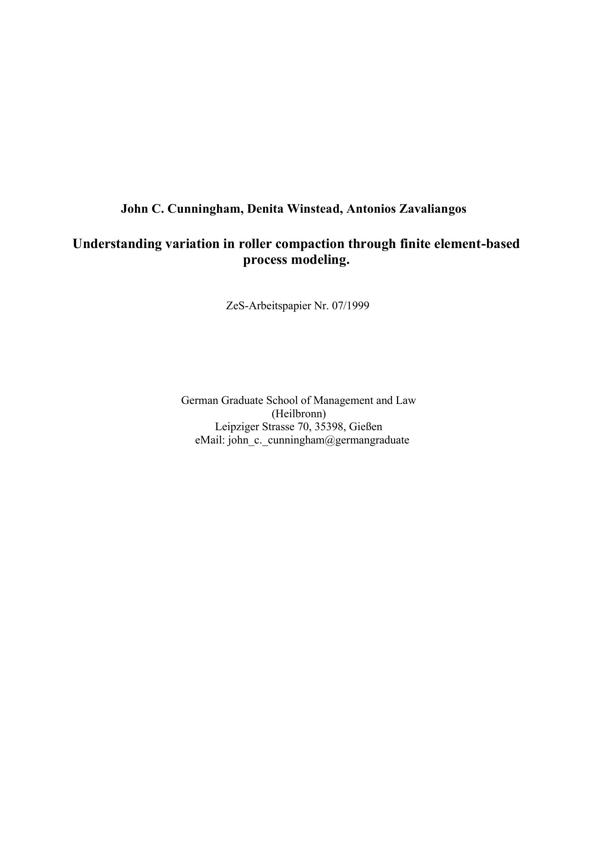 John C. Cunningham, Denita Winstead, Antonios Zavaliangos
Understanding variation in roller compaction through finite element-based
process modeling.
ZeS-Arbeitspapier Nr. 07/1999
German Graduate School of Management and Law
(Heilbronn)
Leipziger Strasse 70, 35398, Gießen
eMail: john_c._cunningham@germangraduate